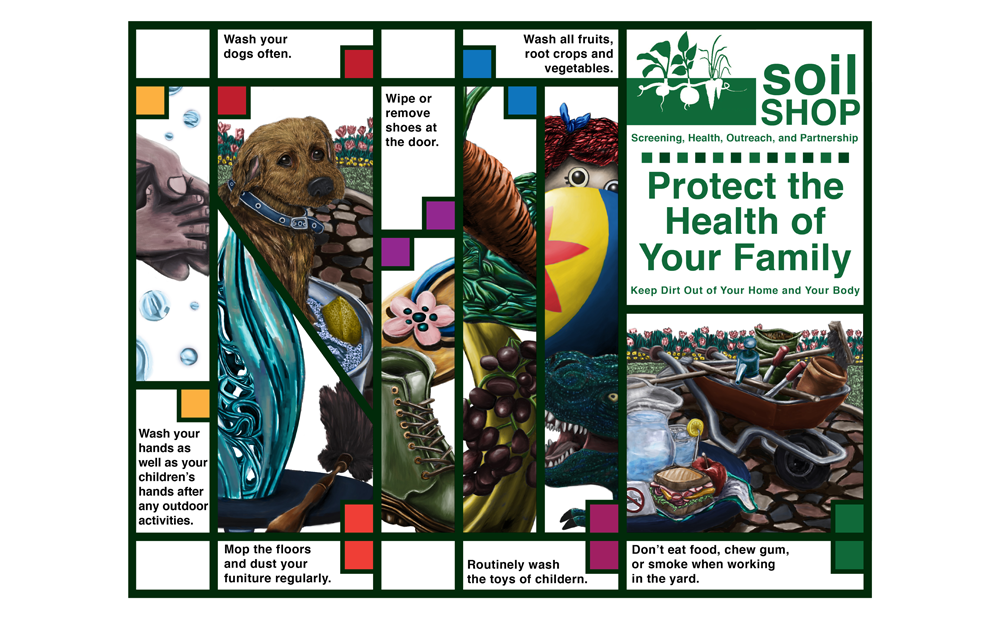 Wash your
dogs often.
Wash all fruits,
root crops and
vegetables.
soil
SHOP
Screening, Health, Outreach, and Partnership
Protect the
Health of
Your Family
Keep Dirt Out of Your Home and Your Body
Wipe or
remove
shoes at
the door.
Wash your
hands as
well as your
children's
hands after
any outdoor
activities.
Mop the floors
and dust your
funiture regularly.
Routinely wash
the toys of childern.
Don't eat food, chew gum,
or smoke when working
in the yard.